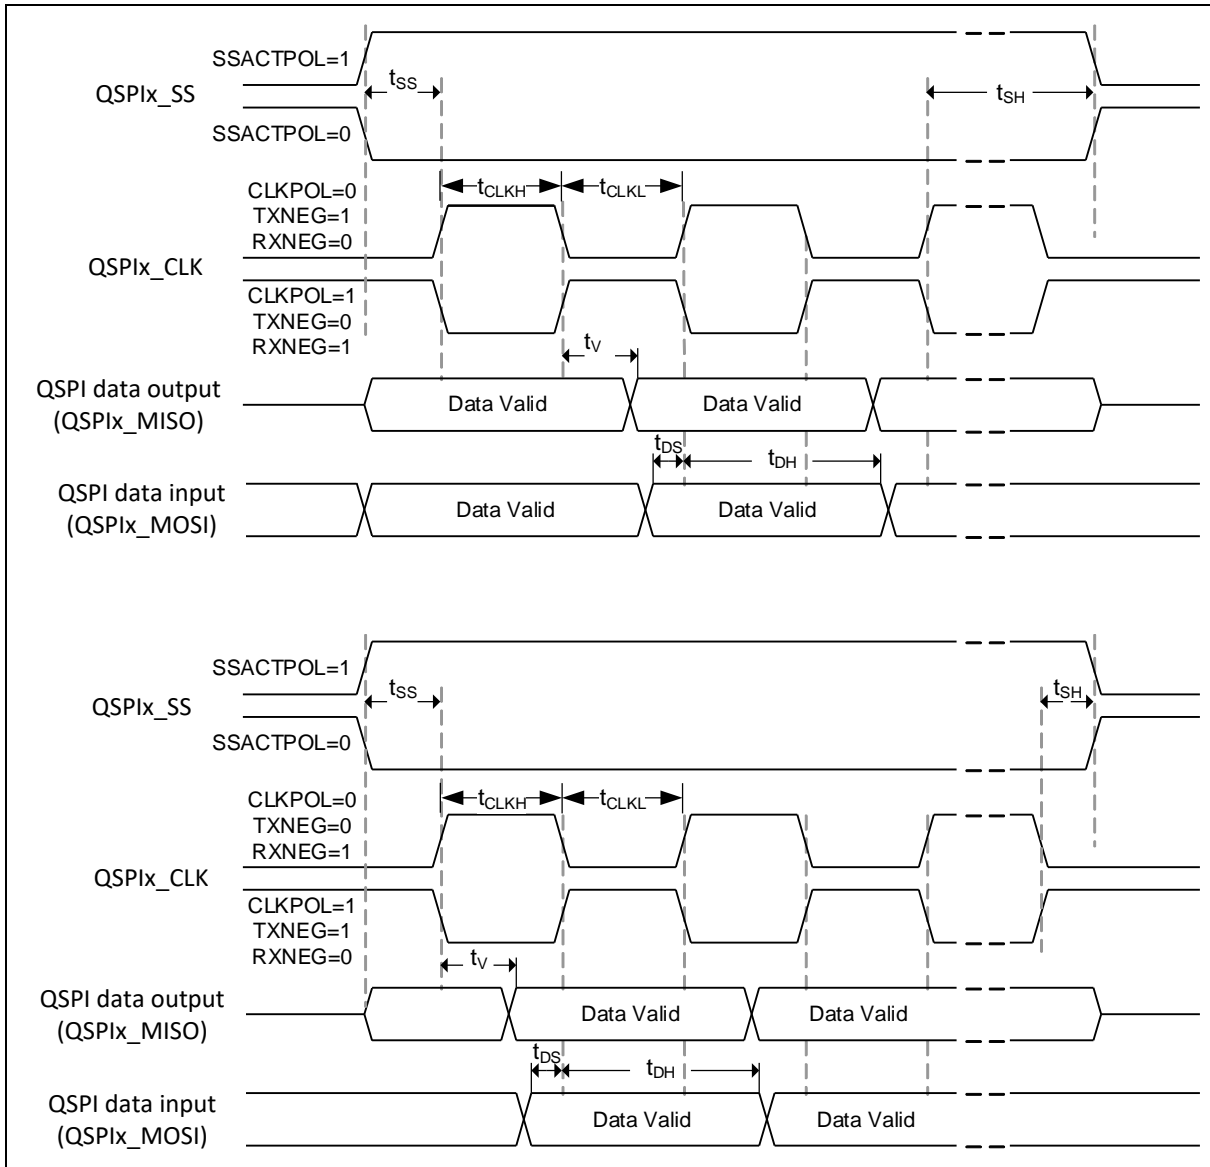 SSACTPOL=1
QSPIx_SS
tSS
tSH
SSACTPOL=0
CLKPOL=0
TXNEG=1
RXNEG=0
tCLKH
tCLKL
QSPIx_CLK
CLKPOL=1
TXNEG=0
RXNEG=1
tV
QSPI data output
(QSPIx_MISO)
Data Valid
Data Valid
tDS
tDH
QSPI data input
(QSPIx_MOSI)
Data Valid
Data Valid
SSACTPOL=1
QSPIx_SS
tSS
tSH
SSACTPOL=0
CLKPOL=0
TXNEG=0
RXNEG=1
tCLKH
tCLKL
QSPIx_CLK
CLKPOL=1
TXNEG=1
RXNEG=0
tV
QSPI data output
(QSPIx_MISO)
Data Valid
Data Valid
tDS
tDH
QSPI data input
(QSPIx_MOSI)
Data Valid
Data Valid